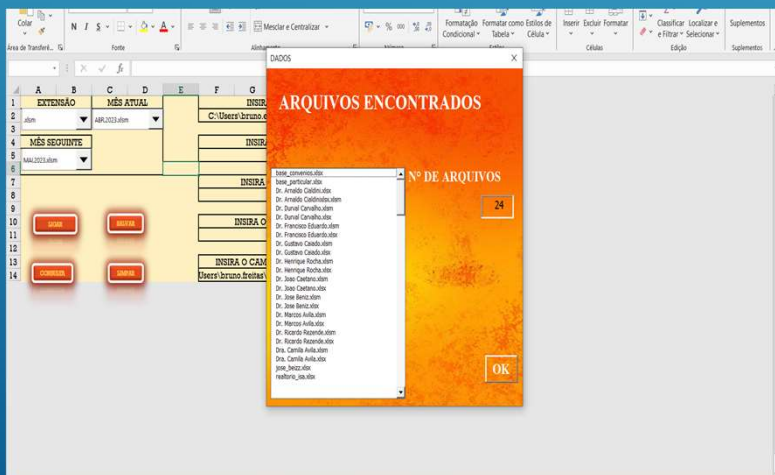 Colar
N I S
A
Mesclar e Centralizar
% 000
Formatação Condicional
Formatar como Tabela
Estilos de Célula
Inserir Excluir Formatar
Classificar e Filtrar
Localizar e Selecionar
Suplementos
Área de Transferê...
Fonte
Células
Edição
Suplementos
fx
A B C D E F G
1 EXTENSÃO MÊS ATUAL
2 .xlsm ABR.2023.xlsm C:\Users\bruno.
3
4 MÊS SEGUINTE
5 MAI.2023.xlsm
6
7 INSIRA
8
9
10 INSIRA O
11
12
13 INSIRA O CAM
14 Users\bruno.freitas\
LIMPAR
DADOS
X
ARQUIVOS ENCONTRADOS
base_convenios.xlsx
base_particular.xlsx
Dr. Arnaldo Cialdini.xlsx
Dr. Arnaldo Cialdinixlsx.xlsm
Dr. Durval Carvalho.xlsm
Dr. Durval Carvalho.xlsx
Dr. Francisco Eduardo.xlsm
Dr. Francisco Eduardo.xlsx
Dr. Gustavo Caiado.xlsm
Dr. Gustavo Caiado.xlsx
Dr. Henrique Rocha.xlsm
Dr. Henrique Rocha.xlsx
Dr. Joao Caetano.xlsm
Dr. Joao Caetano.xlsx
Dr. Jose Beniz.xlsm
Dr. Jose Beniz.xlsx
Dr. Marcos Avila.xlsm
Dr. Marcos Avila.xlsx
Dr. Ricardo Rezende.xlsm
Dr. Ricardo Rezende.xlsx
Dra. Camila Avila.xlsm
Dra. Camila Avila.xlsx
jose_beizz.xlsx
realtorio_isa.xlsx
Nº DE ARQUIVOS
24
OK